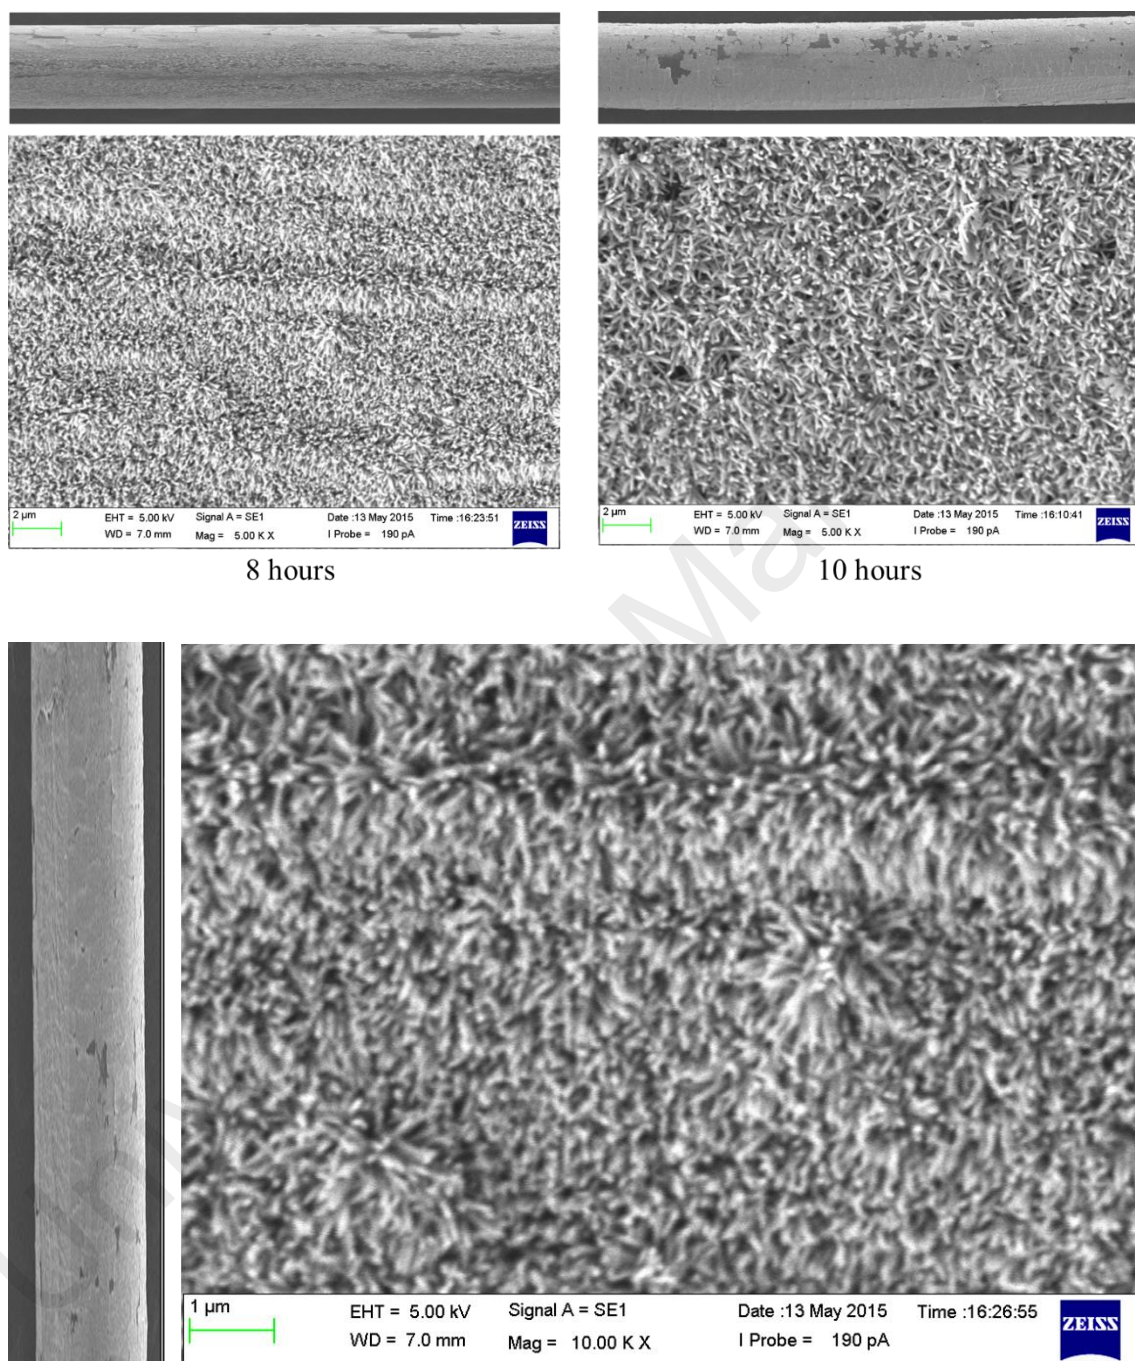 2 µm
EHT = 5.00 kV Signal A = SE1 Date :13 May 2015 Time :16:23:51
WD = 7.0 mm Mag = 5.00 K X I Probe = 190 pA
ZEISS
8 hours
2 µm
EHT = 5.00 kV Signal A = SE1 Date :13 May 2015 Time :16:10:41
WD = 7.0 mm Mag = 5.00 K X I Probe = 190 pA
ZEISS
10 hours
1 µm
EHT = 5.00 kV Signal A = SE1 Date :13 May 2015 Time :16:26:55
WD = 7.0 mm Mag = 10.00 K X I Probe = 190 pA
ZEISS